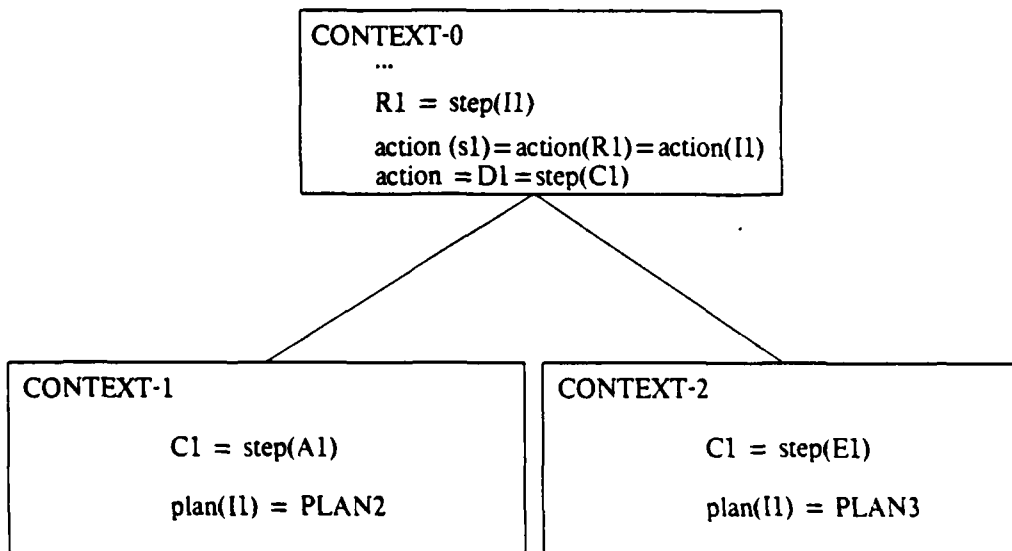 CONTEXT-0
...
R1 = step(I1)
action (s1)=action(R1)=action(I1)
action =D1=step(C1)
CONTEXT-1
C1 = step(A1)
plan(I1) = PLAN2
CONTEXT-2
C1 = step(E1)
plan(I1) = PLAN3